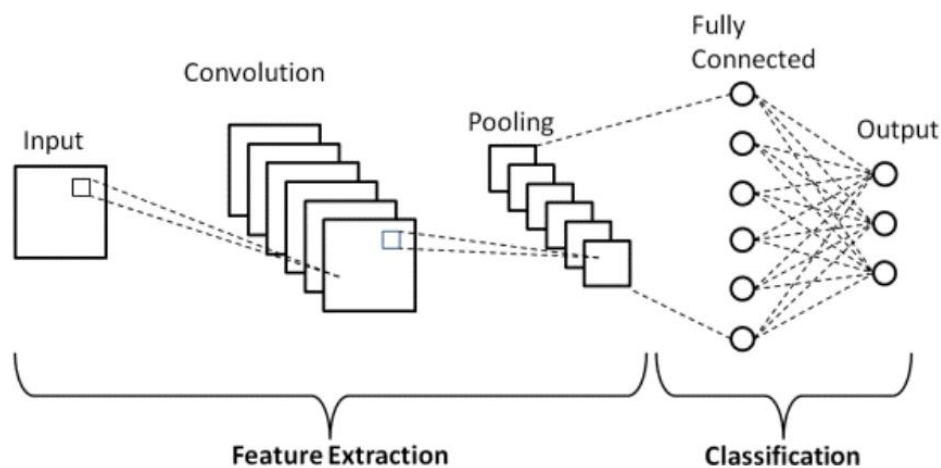 Input
Convolution
Pooling
Fully
Connected
Output
Feature Extraction
Classification